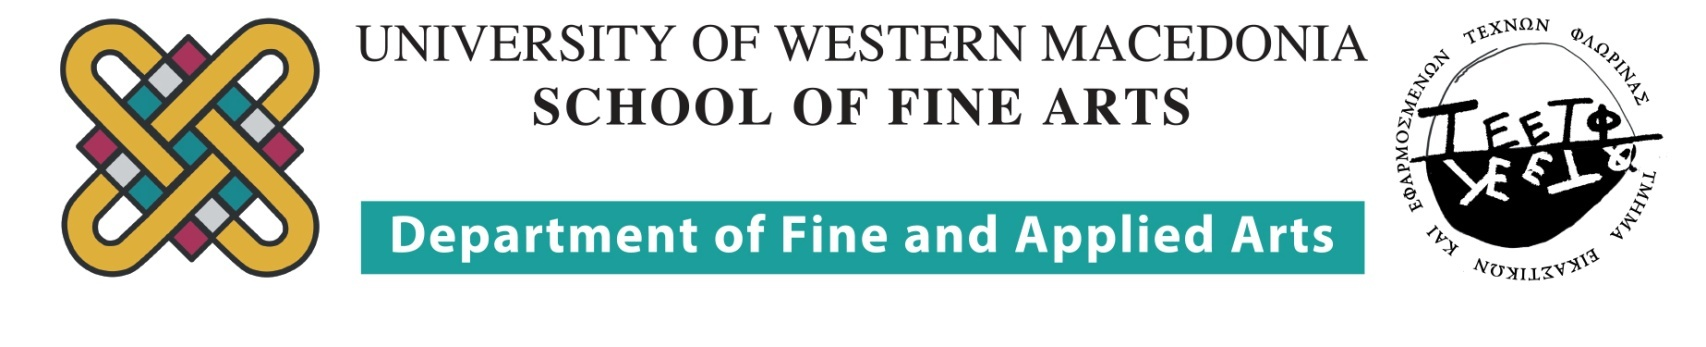 UNIVERSITY OF WESTERN MACEDONIA
SCHOOL OF FINE ARTS
Department of Fine and Applied Arts
ΤΜΗΜΑ ΕΙΚΑΣΤΙΚΩΝ ΚΑΙ ΕΦΑΡΜΟΣΜΕΝΩΝ ΤΕΧΝΩΝ ΦΛΩΡΙΝΑΣ
ΤΕΕΤΦ